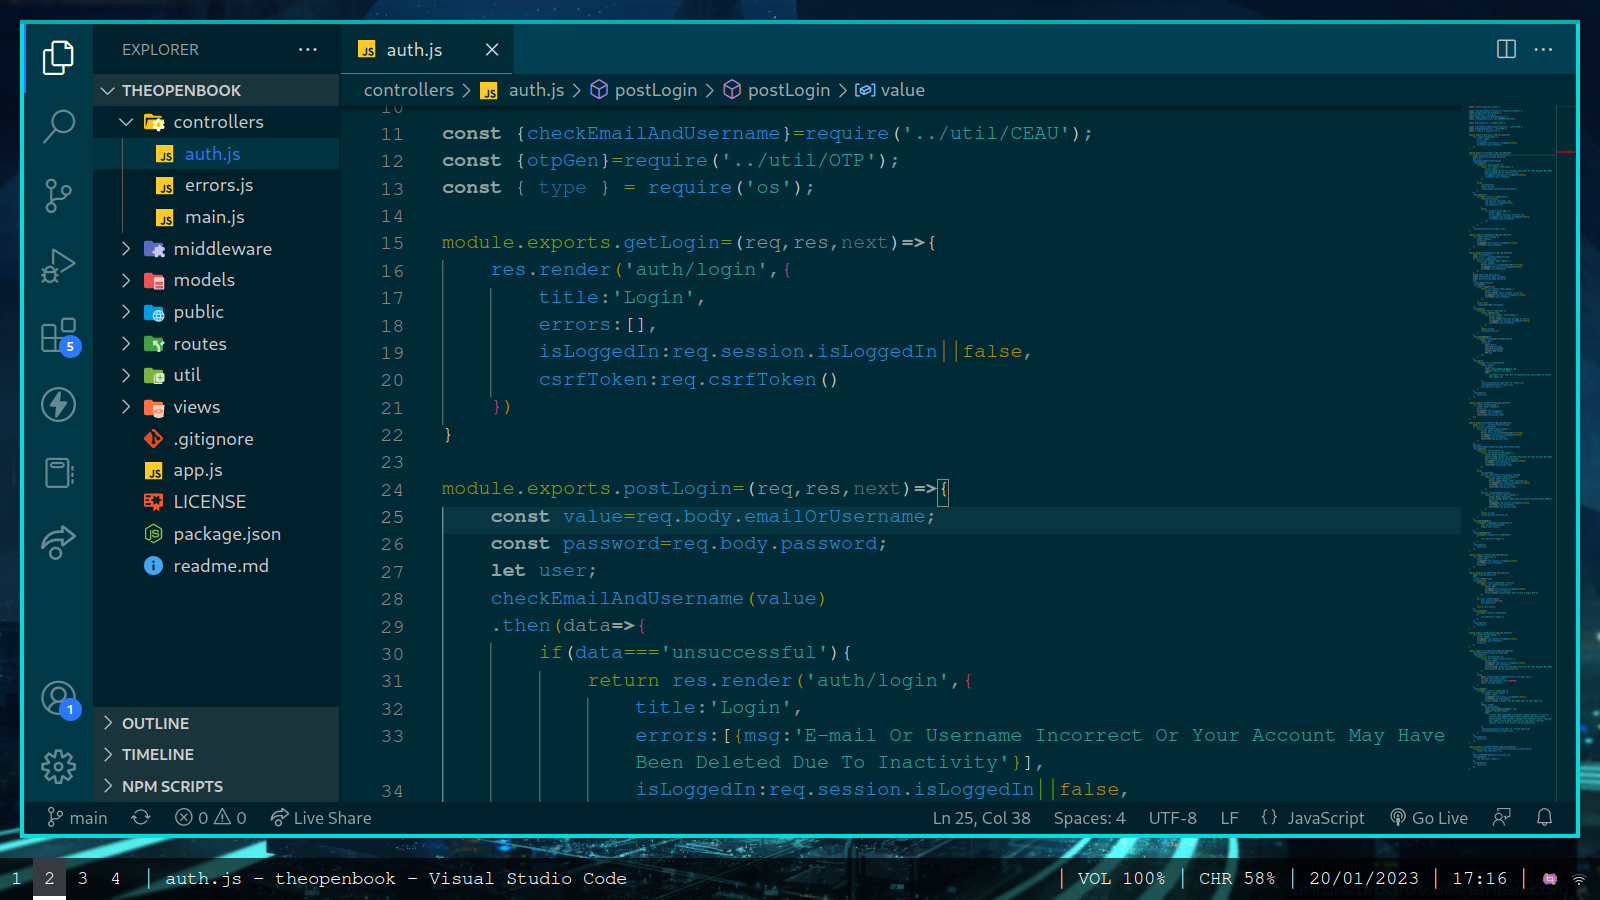 EXPLORER
THEOPENBOOK
controllers
auth.js
errors.js
main.js
middleware
models
public
routes
util
views
.gitignore
app.js
LICENSE
package.json
readme.md
OUTLINE
TIMELINE
NPM SCRIPTS
5
1
auth.js
controllers > JS auth.js > postLogin > postLogin > value
10
11 const {checkEmailAndUsername}=require('../util/CEAU');
12 const {otpGen}=require('../util/OTP');
13 const { type } = require('os');
14
15 module.exports.getLogin=(req,res,next)=>{
16 res.render('auth/login',{
17 title:'Login',
18 errors:[],
19 isLoggedIn:req.session.isLoggedIn||false,
20 csrfToken:req.csrfToken()
21 })
22 }
23
24 module.exports.postLogin=(req,res,next)=>{
25 const value=req.body.emailOrUsername;
26 const password=req.body.password;
27 let user;
28 checkEmailAndUsername(value)
29 .then(data=>{
30 if(data==='unsuccessful'){
31 return res.render('auth/login',{
32 title:'Login',
33 errors:[{msg:'E-mail Or Username Incorrect Or Your Account May Have
Been Deleted Due To Inactivity'}],
34 isLoggedIn:req.session.isLoggedIn||false,
main 0 0 Live Share Ln 25, Col 38 Spaces: 4 UTF-8 LF {} JavaScript Go Live
1 2 3 4 | auth.js - theopenbook - Visual Studio Code | VOL 100% | CHR 58% | 20/01/2023 | 17:16 |